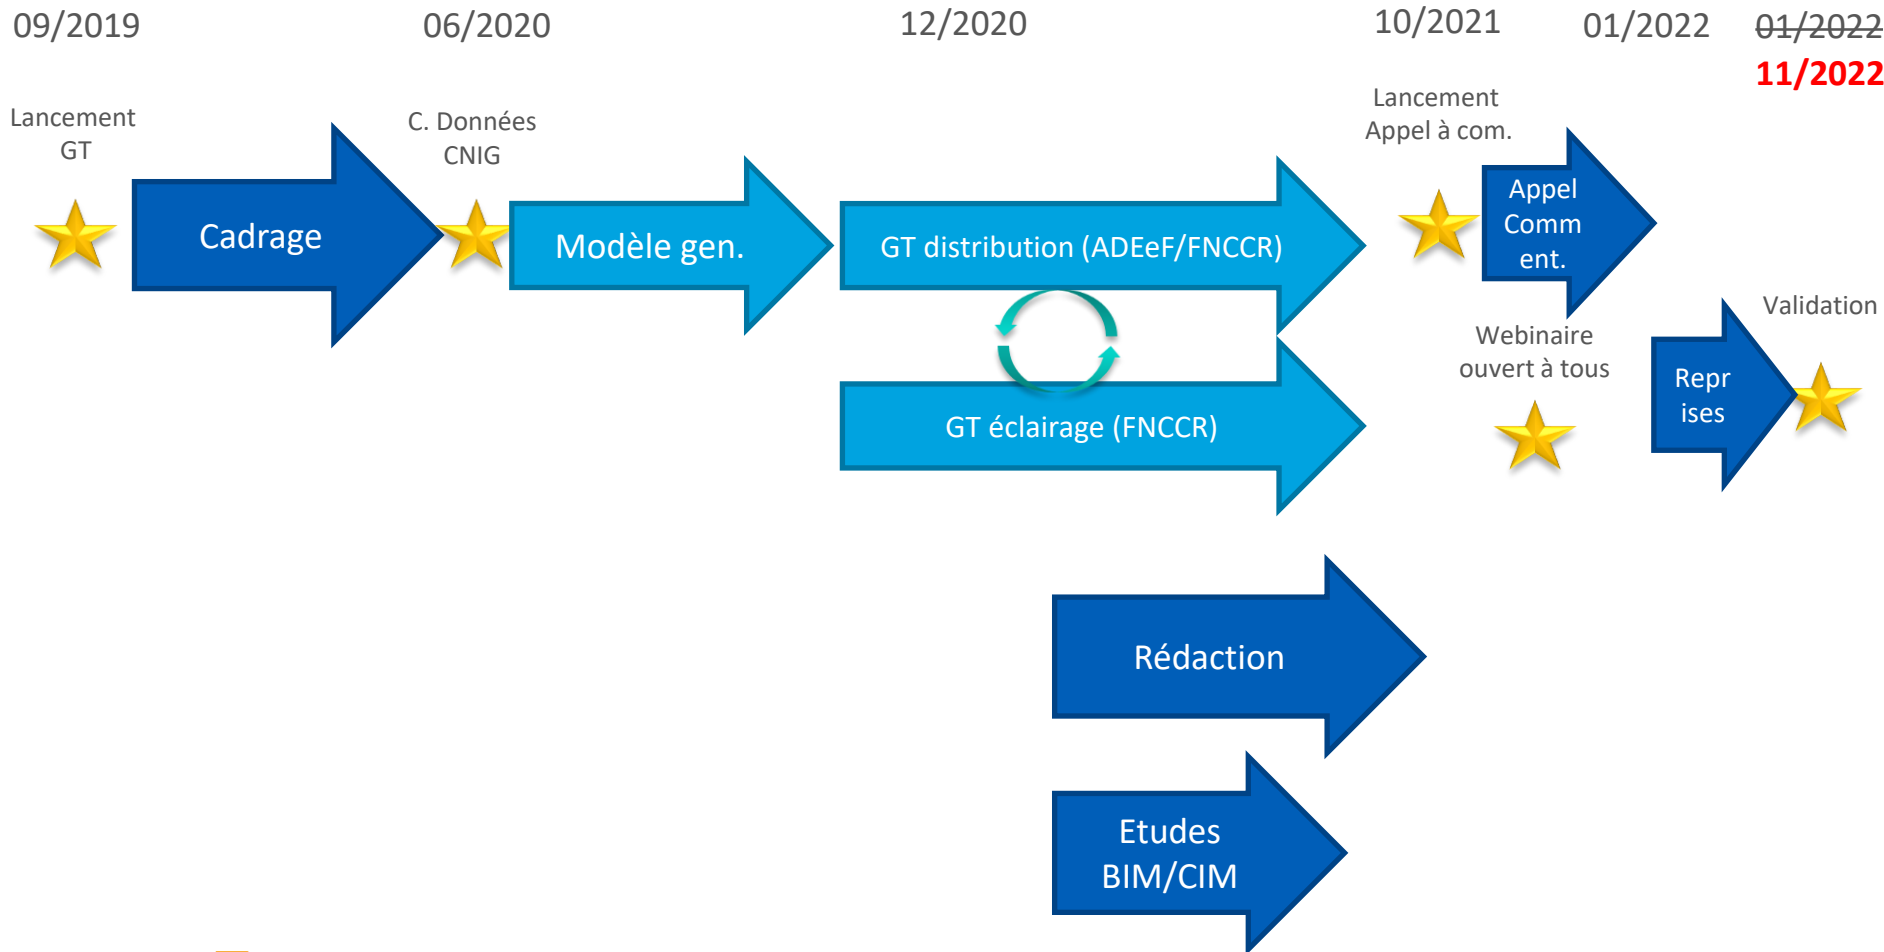 09/2019
06/2020
12/2020
10/2021
01/2022
01/2022
11/2022
Lancement
GT
C. Données
CNIG
Lancement
Appel à com.
Cadrage
Modèle gen.
GT distribution (ADEeF/FNCCR)
Appel
Comm
ent.
GT éclairage (FNCCR)
Webinaire
ouvert à tous
Repr
ises
Validation
Rédaction
Etudes
BIM/CIM